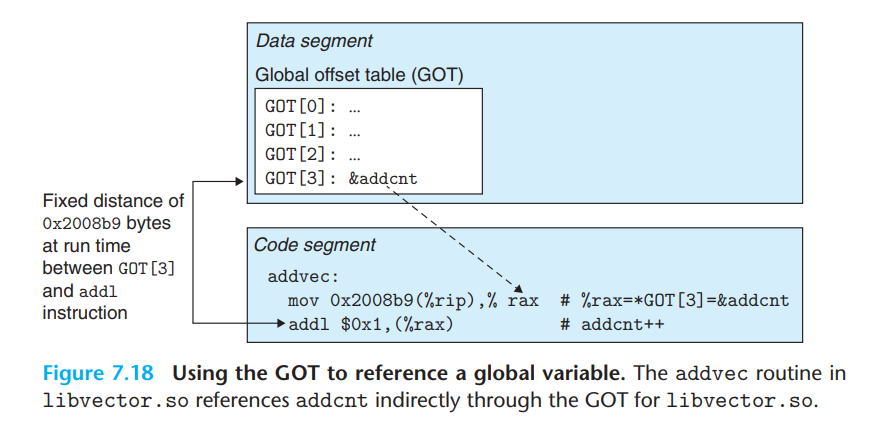 Data segment
Global offset table (GOT)
GOT[0]: …
GOT[1]: …
GOT[2]: …
GOT[3]: &addcnt
Fixed distance of
0x2008b9 bytes
at run time
between GOT[3]
and addl
instruction
Code segment
addvec:
mov 0x2008b9(%rip),% rax # %rax=*GOT[3]=&addcnt
addl $0x1,(%rax) # addcnt++
Figure 7.18 Using the GOT to reference a global variable. The addvec routine in
libvector.so references addcnt indirectly through the GOT for libvector.so.